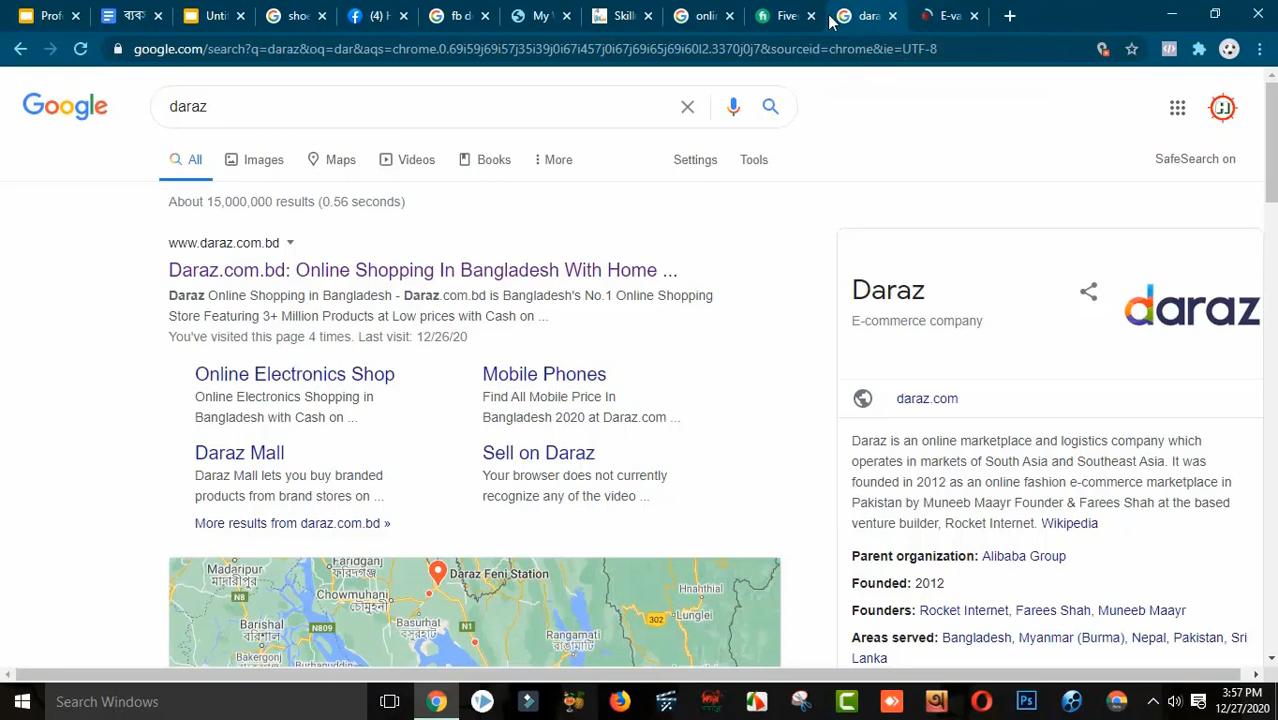 Prof
ব্যব
Unti
sho
(4) F
fb d
My
Skill
onli
Five
dara
E-va
google.com/search?q=daraz&oq=dar&aqs=chrome.0.69i59j69i57j35i39j0i67i457j0i67j69i60l2.3370j0j7&sourceid=chrome&ie=UTF-8
Google
daraz
All
Images
Maps
Videos
Books
More
Settings
Tools
SafeSearch on
About 15,000,000 results (0.56 seconds)
www.daraz.com.bd
Daraz.com.bd: Online Shopping In Bangladesh With Home ...
Daraz Online Shopping in Bangladesh - Daraz.com.bd is Bangladesh's No.1 Online Shopping
Store Featuring 3+ Million Products at Low prices with Cash on ...
You've visited this page 4 times. Last visit: 12/26/20
Online Electronics Shop
Online Electronics Shopping in
Bangladesh with Cash on ...
Mobile Phones
Find All Mobile Price In
Bangladesh 2020 at Daraz.com ...
Daraz Mall
Daraz Mall lets you buy branded
products from brand stores on ...
Sell on Daraz
Your browser does not currently
recognize any of the video ...
More results from daraz.com.bd »
Madaripur
মাদারীপুর
Faridganj
ফরিদগঞ্জ
Daraz Feni Station
Chowmuhani
চৌমুহনী
N8
Barishal
বরিশাল
N809
Basurhat
বসুরহাট
N1
Bakerganj
Rangamati
রাঙ্গামাটি
Hnahthial
302
Lunglei
Daraz
E-commerce company
daraz
daraz.com
Daraz is an online marketplace and logistics company which
operates in markets of South Asia and Southeast Asia. It was
founded in 2012 as an online fashion e-commerce marketplace in
Pakistan by Muneeb Maayr Founder & Farees Shah at the based
venture builder, Rocket Internet. Wikipedia
Parent organization: Alibaba Group
Founded: 2012
Founders: Rocket Internet, Farees Shah, Muneeb Maayr
Areas served: Bangladesh, Myanmar (Burma), Nepal, Pakistan, Sri
Lanka
Search Windows
3:57 PM
12/27/2020